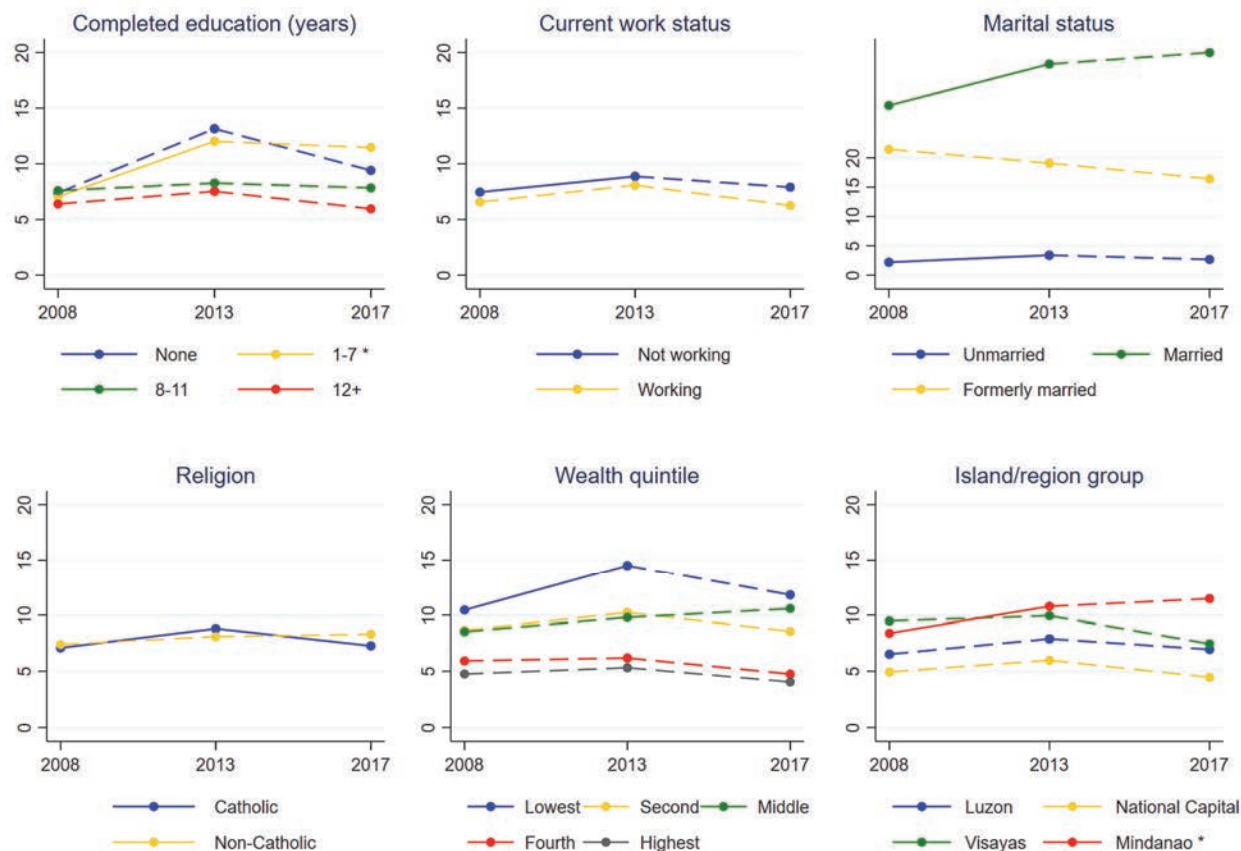 Completed education (years)
20
15
10
5
0
2008 2013 2017
None 1-7 *
8-11 12+
Current work status
20
15
10
5
0
2008 2013 2017
Not working
Working
Marital status
20
15
10
5
0
2008 2013 2017
Unmarried Married
Formerly married
Religion
20
15
10
5
0
2008 2013 2017
Catholic
Non-Catholic
Wealth quintile
20
15
10
5
0
2008 2013 2017
Lowest Second Middle
Fourth Highest
Island/region group
20
15
10
5
0
2008 2013 2017
Luzon National Capital
Visayas Mindanao *